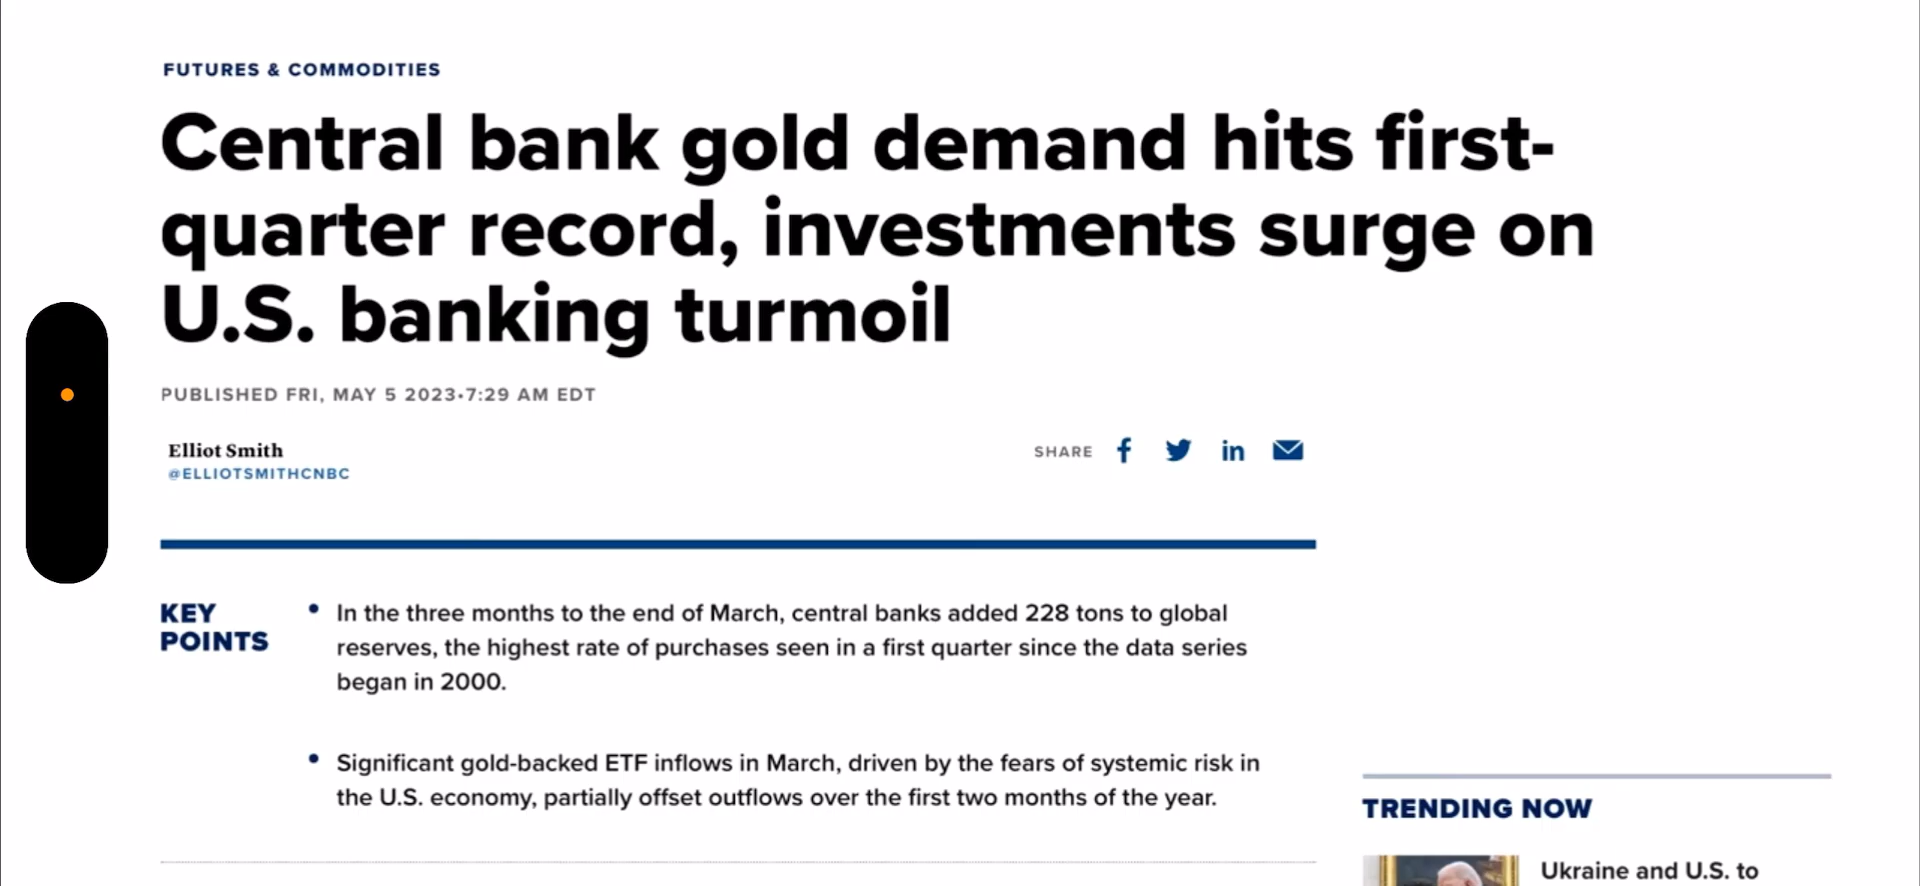 FUTURES & COMMODITIES
Central bank gold demand hits first-
quarter record, investments surge on
U.S. banking turmoil
PUBLISHED FRI, MAY 5 2023•7:29 AM EDT
Elliot Smith
@ELLIOTSMITHCNBC
SHARE
KEY
POINTS
• In the three months to the end of March, central banks added 228 tons to global
reserves, the highest rate of purchases seen in a first quarter since the data series
began in 2000.
• Significant gold-backed ETF inflows in March, driven by the fears of systemic risk in
the U.S. economy, partially offset outflows over the first two months of the year.
TRENDING NOW
Ukraine and U.S. to